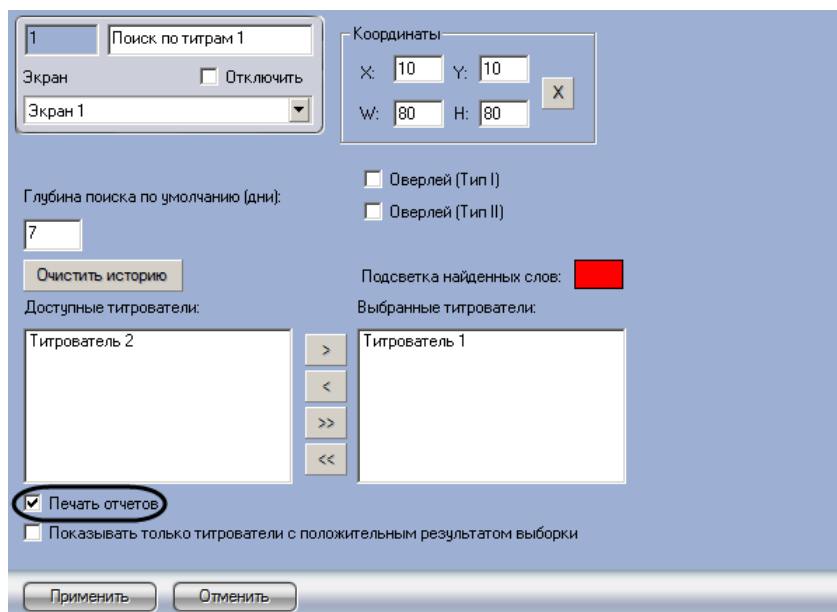 1
Поиск по титрам 1
Экран
Отключить
Экран 1
Координаты
X: 10 Y: 10
W: 80 H: 80
X
Оверлей (Тип I)
Оверлей (Тип II)
Глубина поиска по умолчанию (дни):
7
Очистить историю
Подсветка найденных слов:
Доступные титрователи:
Выбранные титрователи:
Титрователь 2
Титрователь 1
>
<
>>
<<
Печать отчетов
Показывать только титрователи с положительным результатом выборки
Применить
Отменить